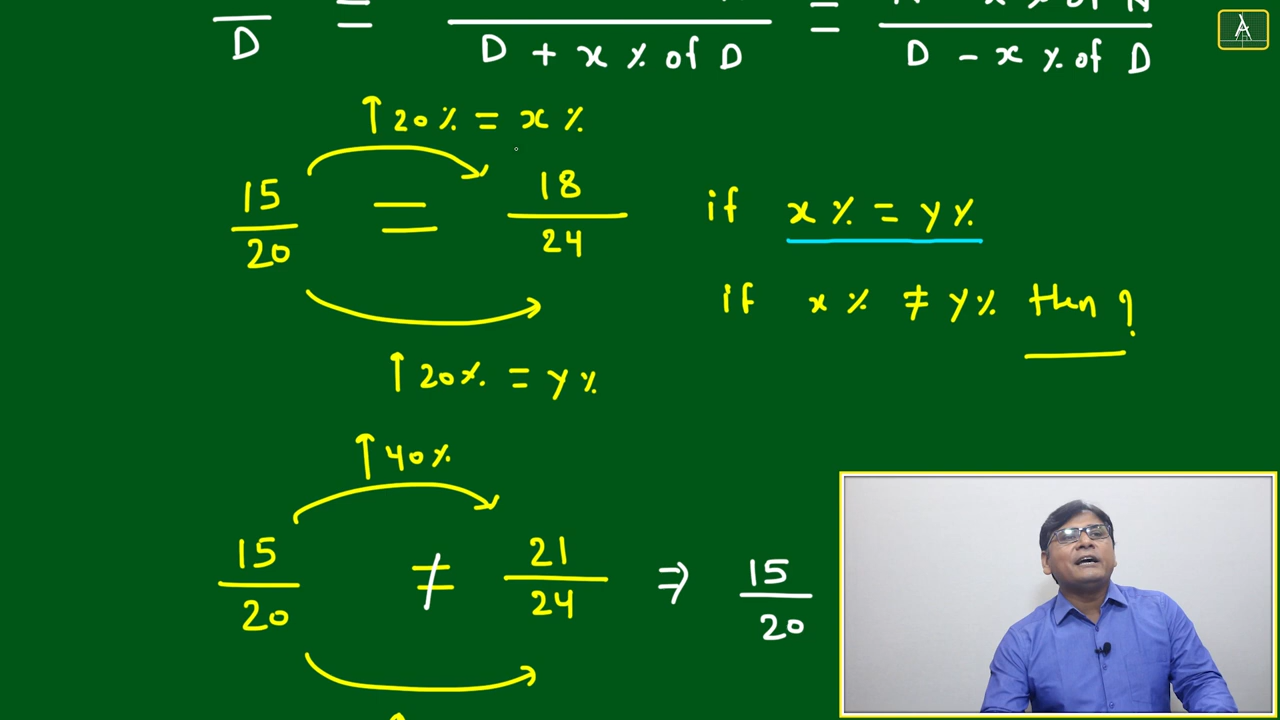 D = D + x % of D = D - x % of D
↑ 20 % = x %
15/20 = 18/24
if x % = y %
if x % ≠ y % then ?
↑ 20 % = y %
↑ 40 %
15/20 ≠ 21/24 ⇒ 15/20